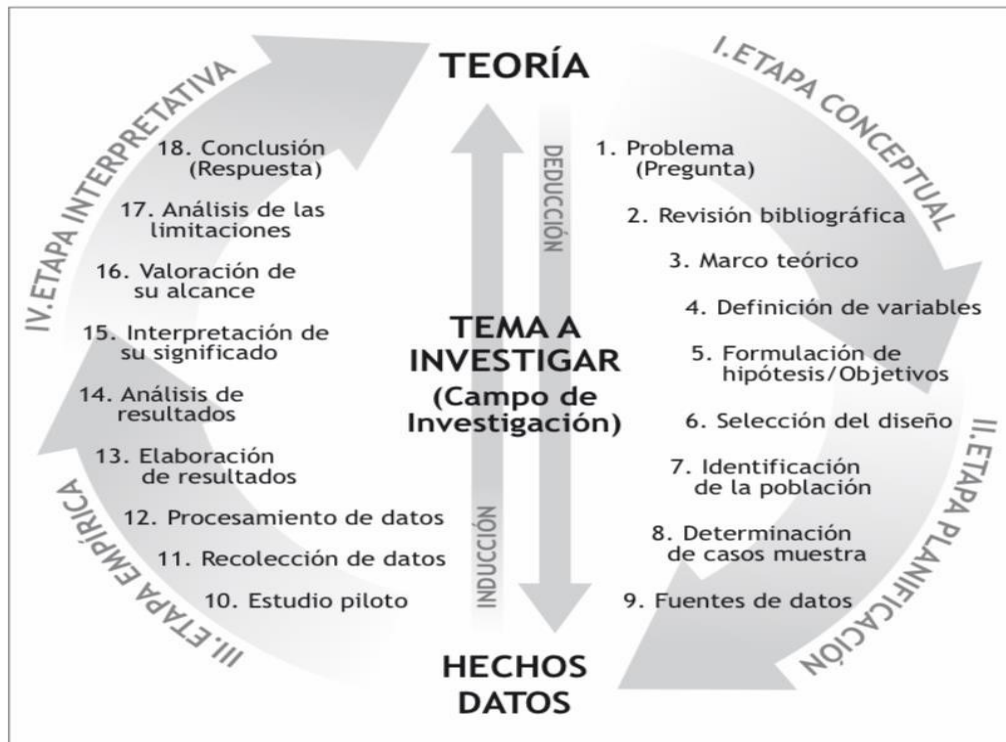 TEORÍA
I.ETAPA CONCEPTUAL
1. Problema
(Pregunta)
2. Revisión bibliográfica
3. Marco teórico
4. Definición de variables
5. Formulación de
hipótesis/Objetivos
II.ETAPA PLANIFICACIÓN
6. Selección del diseño
7. Identificación
de la población
8. Determinación
de casos muestra
9. Fuentes de datos
DEDUCCIÓN
TEMA A
INVESTIGAR
(Campo de
Investigación)
INDUCCIÓN
HECHOS
DATOS
III.ETAPA EMPÍRICA
10. Estudio piloto
11. Recolección de datos
12. Procesamiento de datos
13. Elaboración
de resultados
14. Análisis de
resultados
IV.ETAPA INTERPRETATIVA
15. Interpretación de
su significado
16. Valoración de
su alcance
17. Análisis de las
limitaciones
18. Conclusión
(Respuesta)